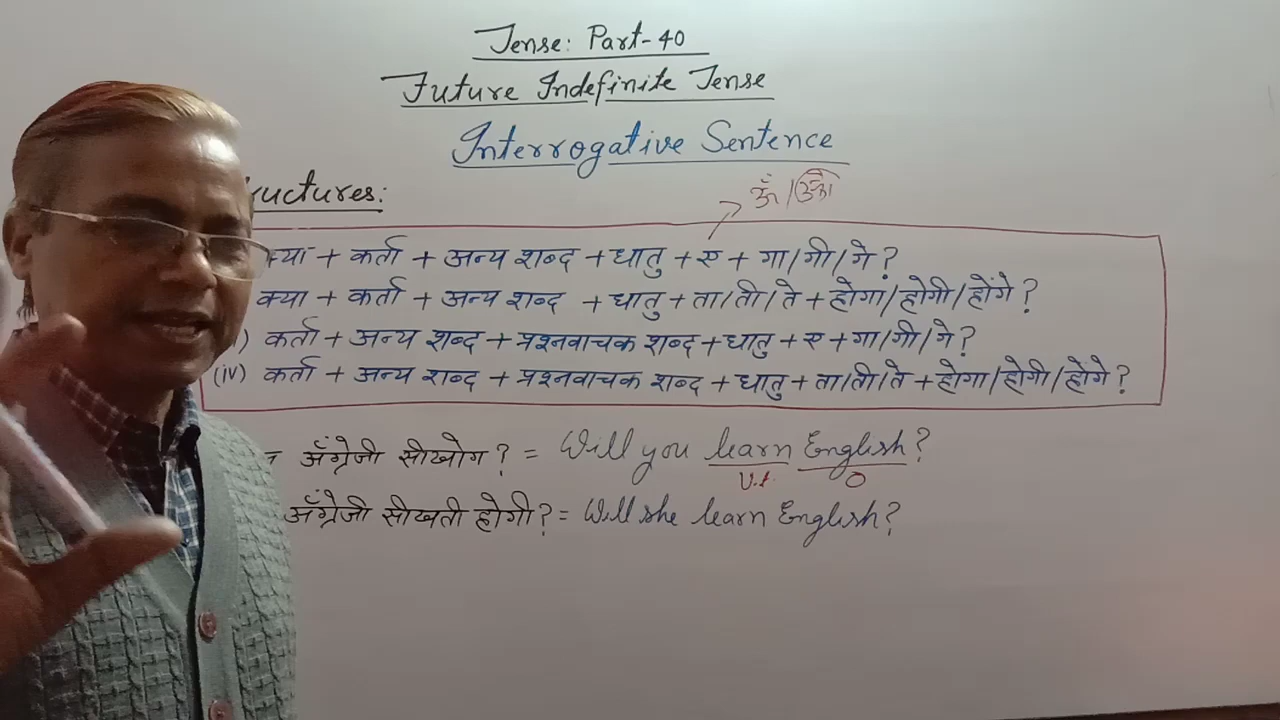 Tense: Part-40
Future Indefinite Tense
Interrogative Sentence
uctures:
ऊँ/
क्या + कर्ता + अन्य शब्द + धातु + ए + गा/गी/गे?
क्या + कर्ता + अन्य शब्द + धातु + ता/ती/ते + होगा/होगी/होंगे?
) कर्ता + अन्य शब्द + प्रश्नवाचक शब्द + धातु + ए + गा/गी/गे?
(iv) कर्ता + अन्य शब्द + प्रश्नवाचक शब्द + धातु + ता/ती/ते + होगा/होगी/होंगे?
अँग्रेजी सीखोगे? = Will you learn English?
V.I. O
अँग्रेजी सीखती होगी? = Will she learn English?